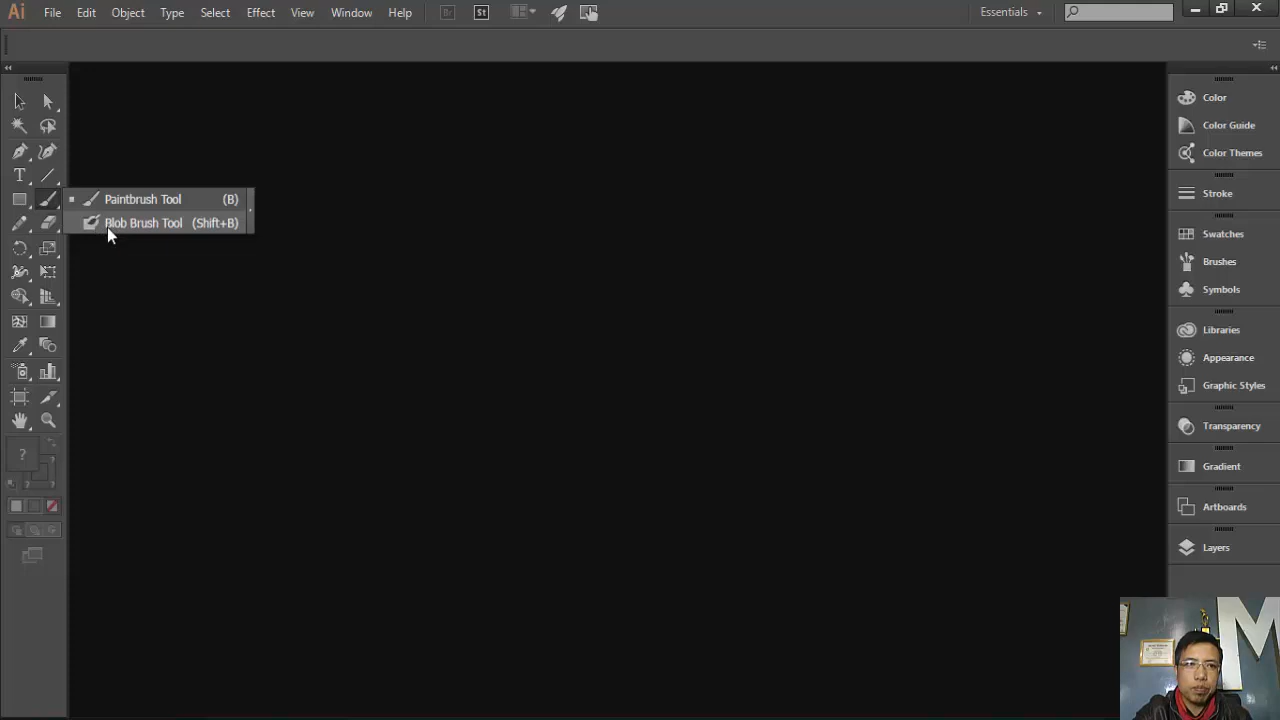 Ai File Edit Object Type Select Effect View Window Help Br St Essentials
Color
Color Guide
Color Themes
Stroke
Paintbrush Tool (B)
Blob Brush Tool (Shift+B)
Swatches
Brushes
Symbols
Libraries
Appearance
Graphic Styles
Transparency
?
Gradient
Artboards
Layers
T
M